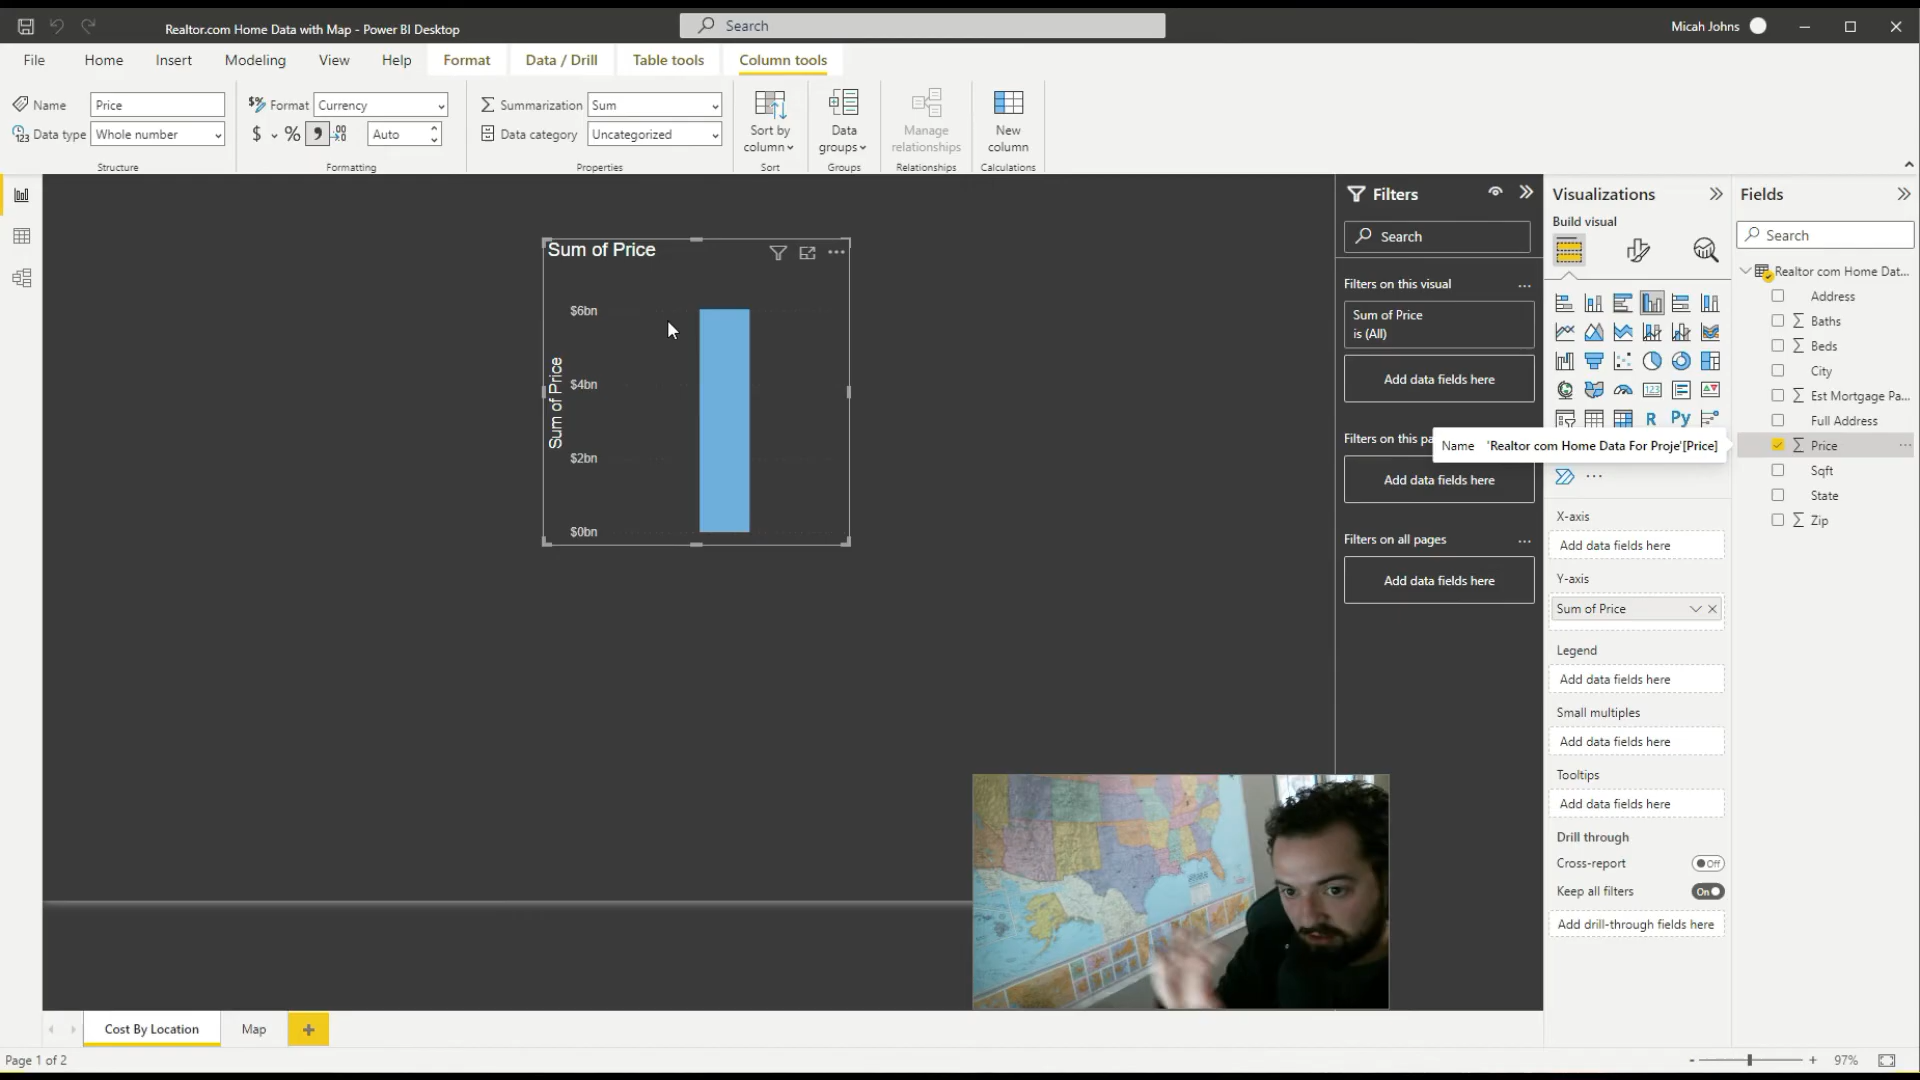 Realtor.com Home Data with Map - Power BI Desktop
Search
Micah Johns
File
Home
Insert
Modeling
View
Help
Format
Data / Drill
Table tools
Column tools
Name
Price
Data type
Whole number
Structure
Format
Currency
$
%
Auto
Formatting
Summarization
Sum
Data category
Uncategorized
Properties
Sort by
column
Sort
Data
groups
Groups
Manage
relationships
Relationships
New
column
Calculations
Sum of Price
Sum of Price
$6bn
$4bn
$2bn
$0bn
Filters
Search
Filters on this visual
Sum of Price
is (All)
Add data fields here
Filters on this pa
Add data fields here
Filters on all pages
Add data fields here
Visualizations
Build visual
123
R
Py
Name 'Realtor com Home Data For Proje'[Price]
X-axis
Add data fields here
Y-axis
Sum of Price
Legend
Add data fields here
Small multiples
Add data fields here
Tooltips
Add data fields here
Drill through
Cross-report
Off
Keep all filters
On
Add drill-through fields here
Fields
Search
Realtor com Home Dat...
Address
Baths
Beds
City
Est Mortgage Pa...
Full Address
Price
Sqft
State
Zip
Cost By Location
Map
Page 1 of 2
97%